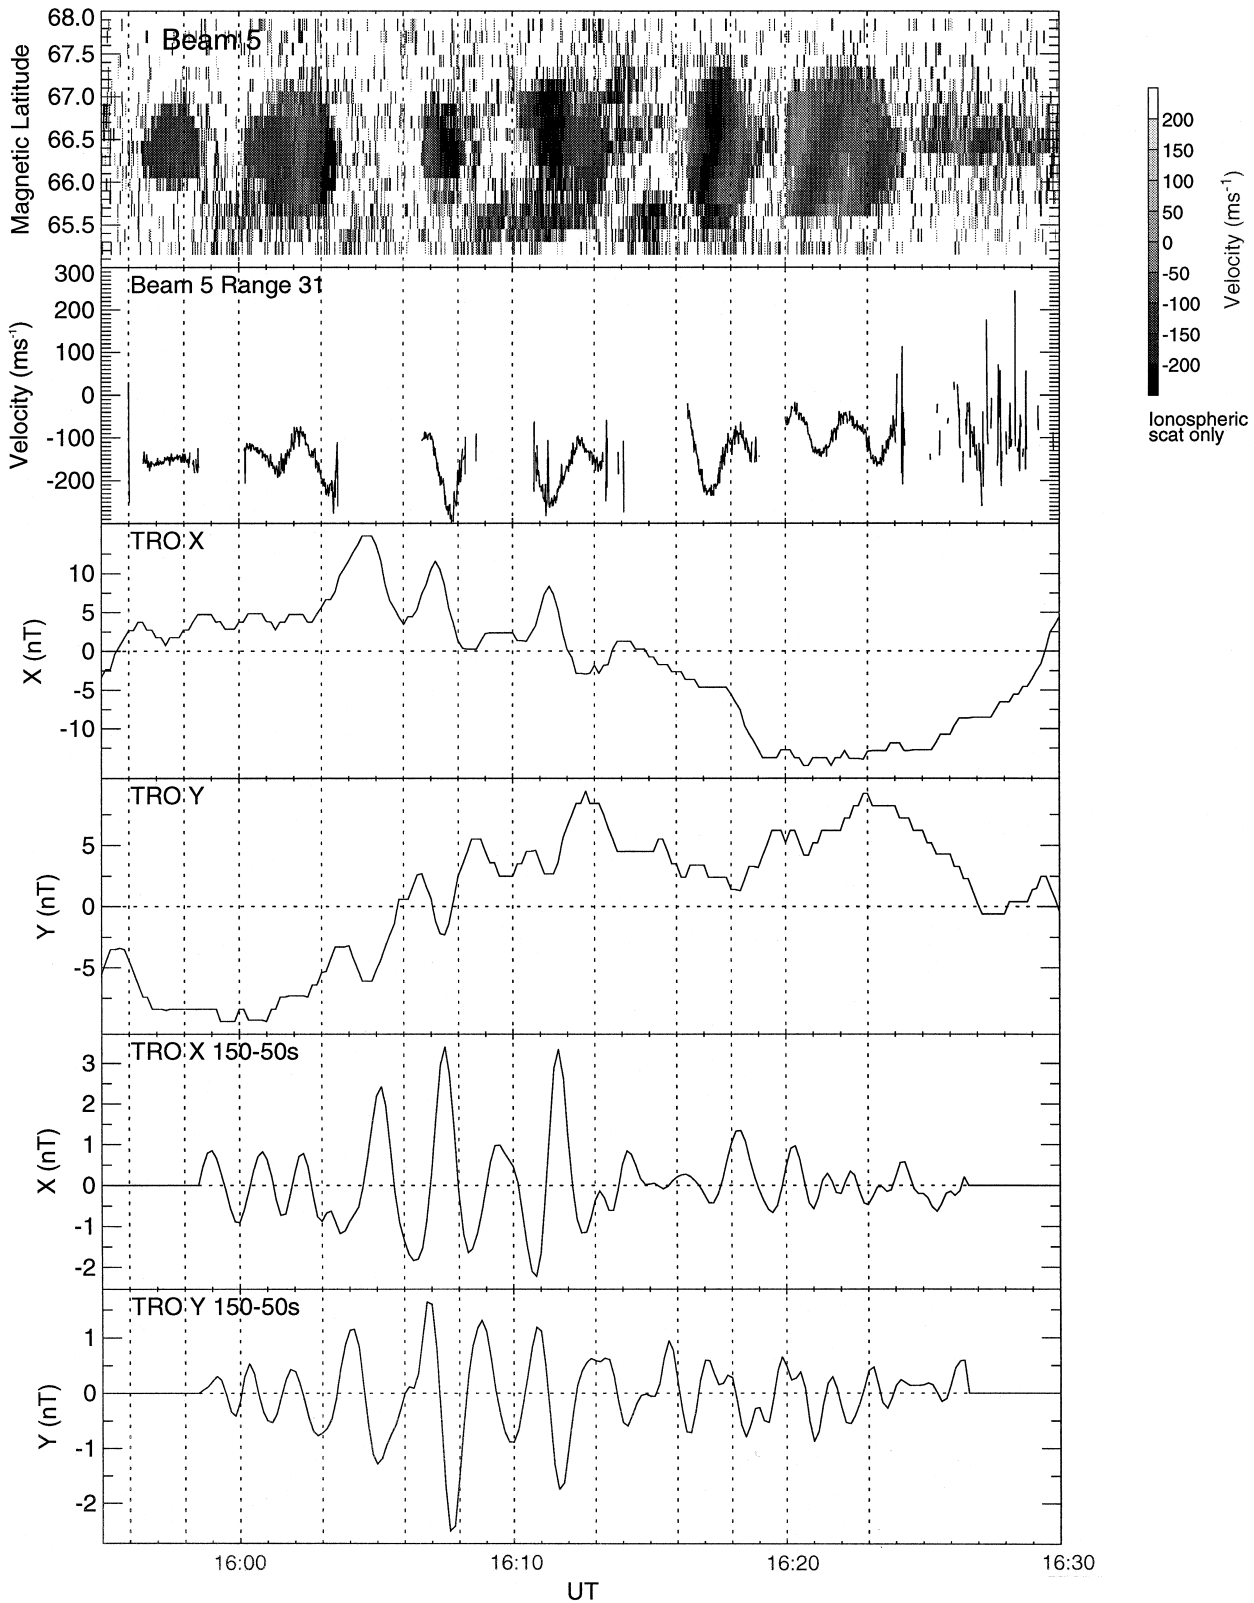 Beam 5
Magnetic Latitude
68.0
67.5
67.0
66.5
66.0
65.5
200
150
100
50
0
-50
-100
-150
-200
Velocity (ms⁻¹)
Ionospheric
scat only
Beam 5 Range 31
Velocity (ms⁻¹)
300
200
100
0
-100
-200
TRO X
X (nT)
10
5
0
-5
-10
TRO Y
Y (nT)
5
0
-5
TRO X 150-50s
X (nT)
3
2
1
0
-1
-2
TRO Y 150-50s
Y (nT)
1
0
-1
-2
16:00 16:10 16:20 16:30
UT